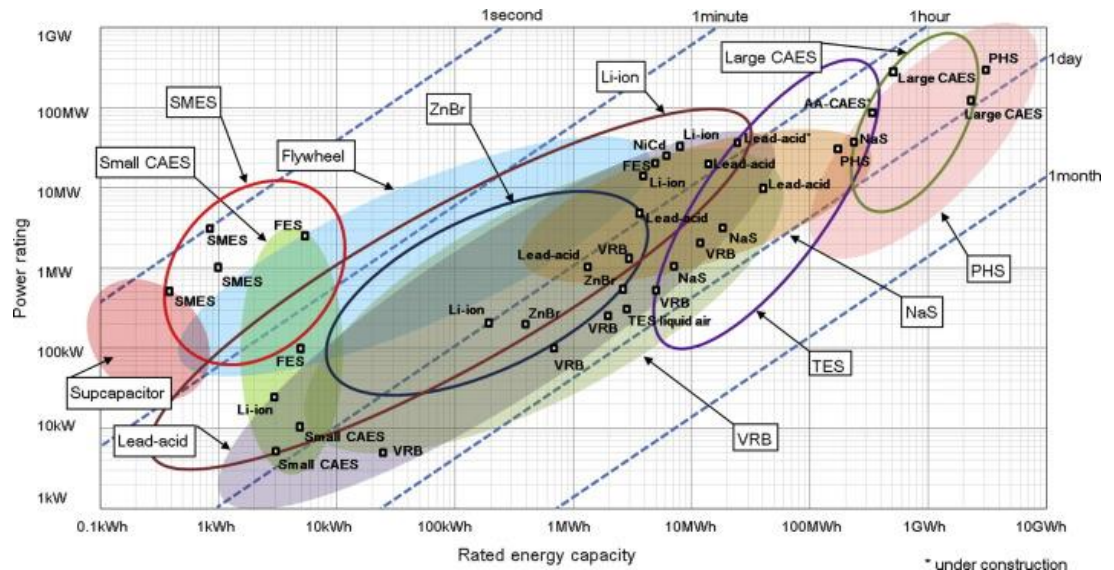 1second
1minute
1hour
1GW
Large CAES
PHS
1day
Li-ion
Large CAES
SMES
ZnBr
AA-CAES*
Large CAES
100MW
Small CAES
Flywheel
NiCd
Li-ion
Lead-acid*
NaS
FES
Lead-acid
PHS
Li-ion
Lead-acid
10MW
1month
FES
Lead-acid
SMES
NaS
VRB
VRB
PHS
Lead-acid
SMES
1MW
ZnBr
NaS
SMES
VRB
NaS
Li-ion
ZnBr
VRB
TES liquid air
100kW
FES
VRB
TES
Supcapacitor
Li-ion
VRB
Lead-acid
Small CAES
10kW
Small CAES
VRB
1kW
Power rating
0.1kWh
1kWh
10kWh
100kWh
1MWh
10MWh
100MWh
1GWh
10GWh
Rated energy capacity
* under construction